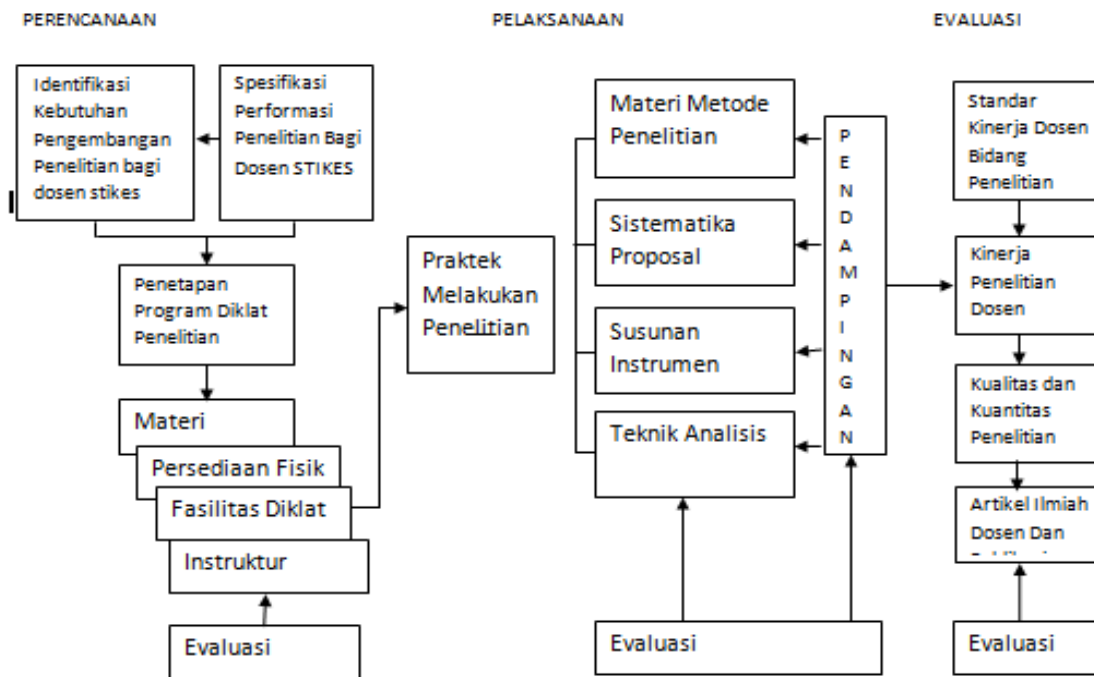 PERENCANAAN
PELAKSANAAN
EVALUASI
Identifikasi
Kebutuhan
Pengembangan
Penelitian bagi
dosen stikes
Spesifikasi
Performasi
Penelitian Bagi
Dosen STIKES
Penetapan
Program Diklat
Penelitian
Materi
Persediaan Fisik
Fasilitas Diklat
Instruktur
Evaluasi
Praktek
Melakukan
Penelitian
Materi Metode
Penelitian
Sistematika
Proposal
Susunan
Instrumen
Teknik Analisis
PENDAMPINGAN
Evaluasi
Standar
Kinerja Dosen
Bidang
Penelitian
Kinerja
Penelitian
Dosen
Kualitas dan
Kuantitas
Penelitian
Artikel Ilmiah
Dosen Dan
Evaluasi